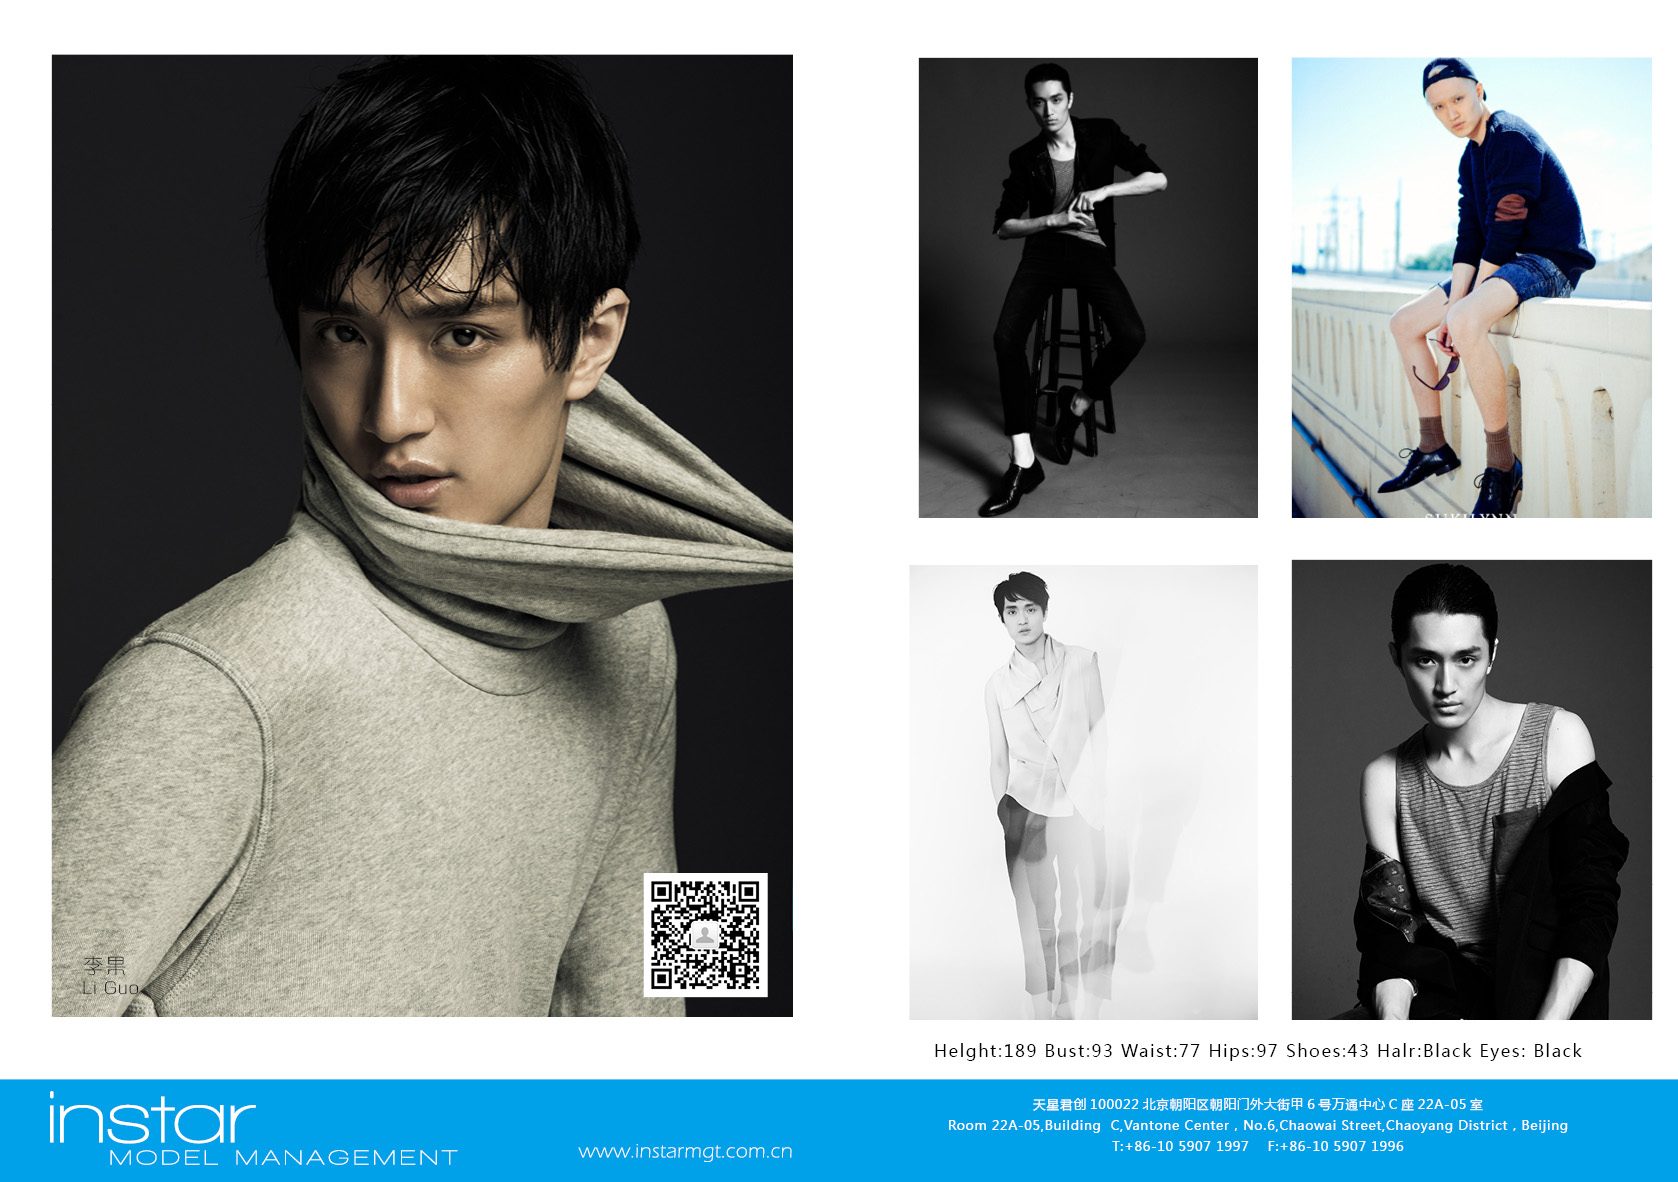 李果
Li Guo
SUKILYNN
Helght:189 Bust:93 Waist:77 Hips:97 Shoes:43 Halr:Black Eyes: Black
instar
MODEL MANAGEMENT
www.instarmgt.com.cn
天星君创 100022 北京朝阳区朝阳门外大街甲 6 号万通中心 C 座 22A-05 室
Room 22A-05,Building C,Vantone Center , No.6,Chaowai Street,Chaoyang District , Beijing
T:+86-10 5907 1997 F:+86-10 5907 1996